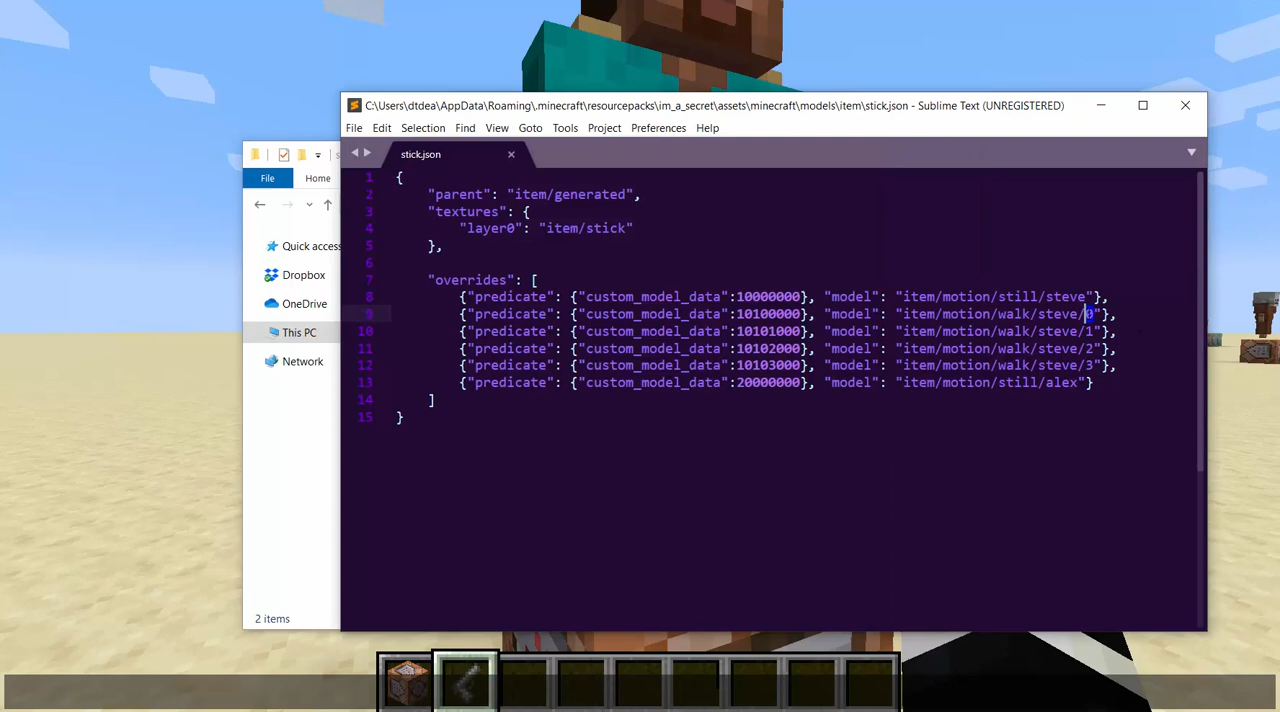 C:\Users\dtdea\AppData\Roaming\.minecraft\resourcepacks\im_a_secret\assets\minecraft\models\item\stick.json - Sublime Text (UNREGISTERED)
File Edit Selection Find View Goto Tools Project Preferences Help
stick.json
File Home
Quick access
Dropbox
OneDrive
This PC
Network
2 items
1 {
2 "parent": "item/generated",
3 "textures": {
4 "layer0": "item/stick"
5 },
6
7 "overrides": [
8 {"predicate": {"custom_model_data":10000000}, "model": "item/motion/still/steve"},
9 {"predicate": {"custom_model_data":10100000}, "model": "item/motion/walk/steve/0"},
10 {"predicate": {"custom_model_data":10101000}, "model": "item/motion/walk/steve/1"},
11 {"predicate": {"custom_model_data":10102000}, "model": "item/motion/walk/steve/2"},
12 {"predicate": {"custom_model_data":10103000}, "model": "item/motion/walk/steve/3"},
13 {"predicate": {"custom_model_data":20000000}, "model": "item/motion/still/alex"}
14 ]
15 }